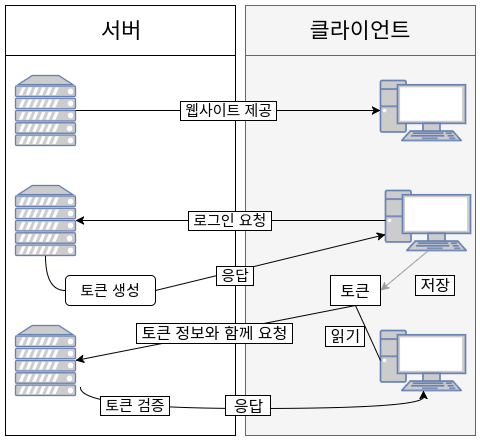 서버
클라이언트
웹사이트 제공
로그인 요청
토큰 생성
응답
저장
토큰
토큰 정보와 함께 요청
읽기
토큰 검증
응답